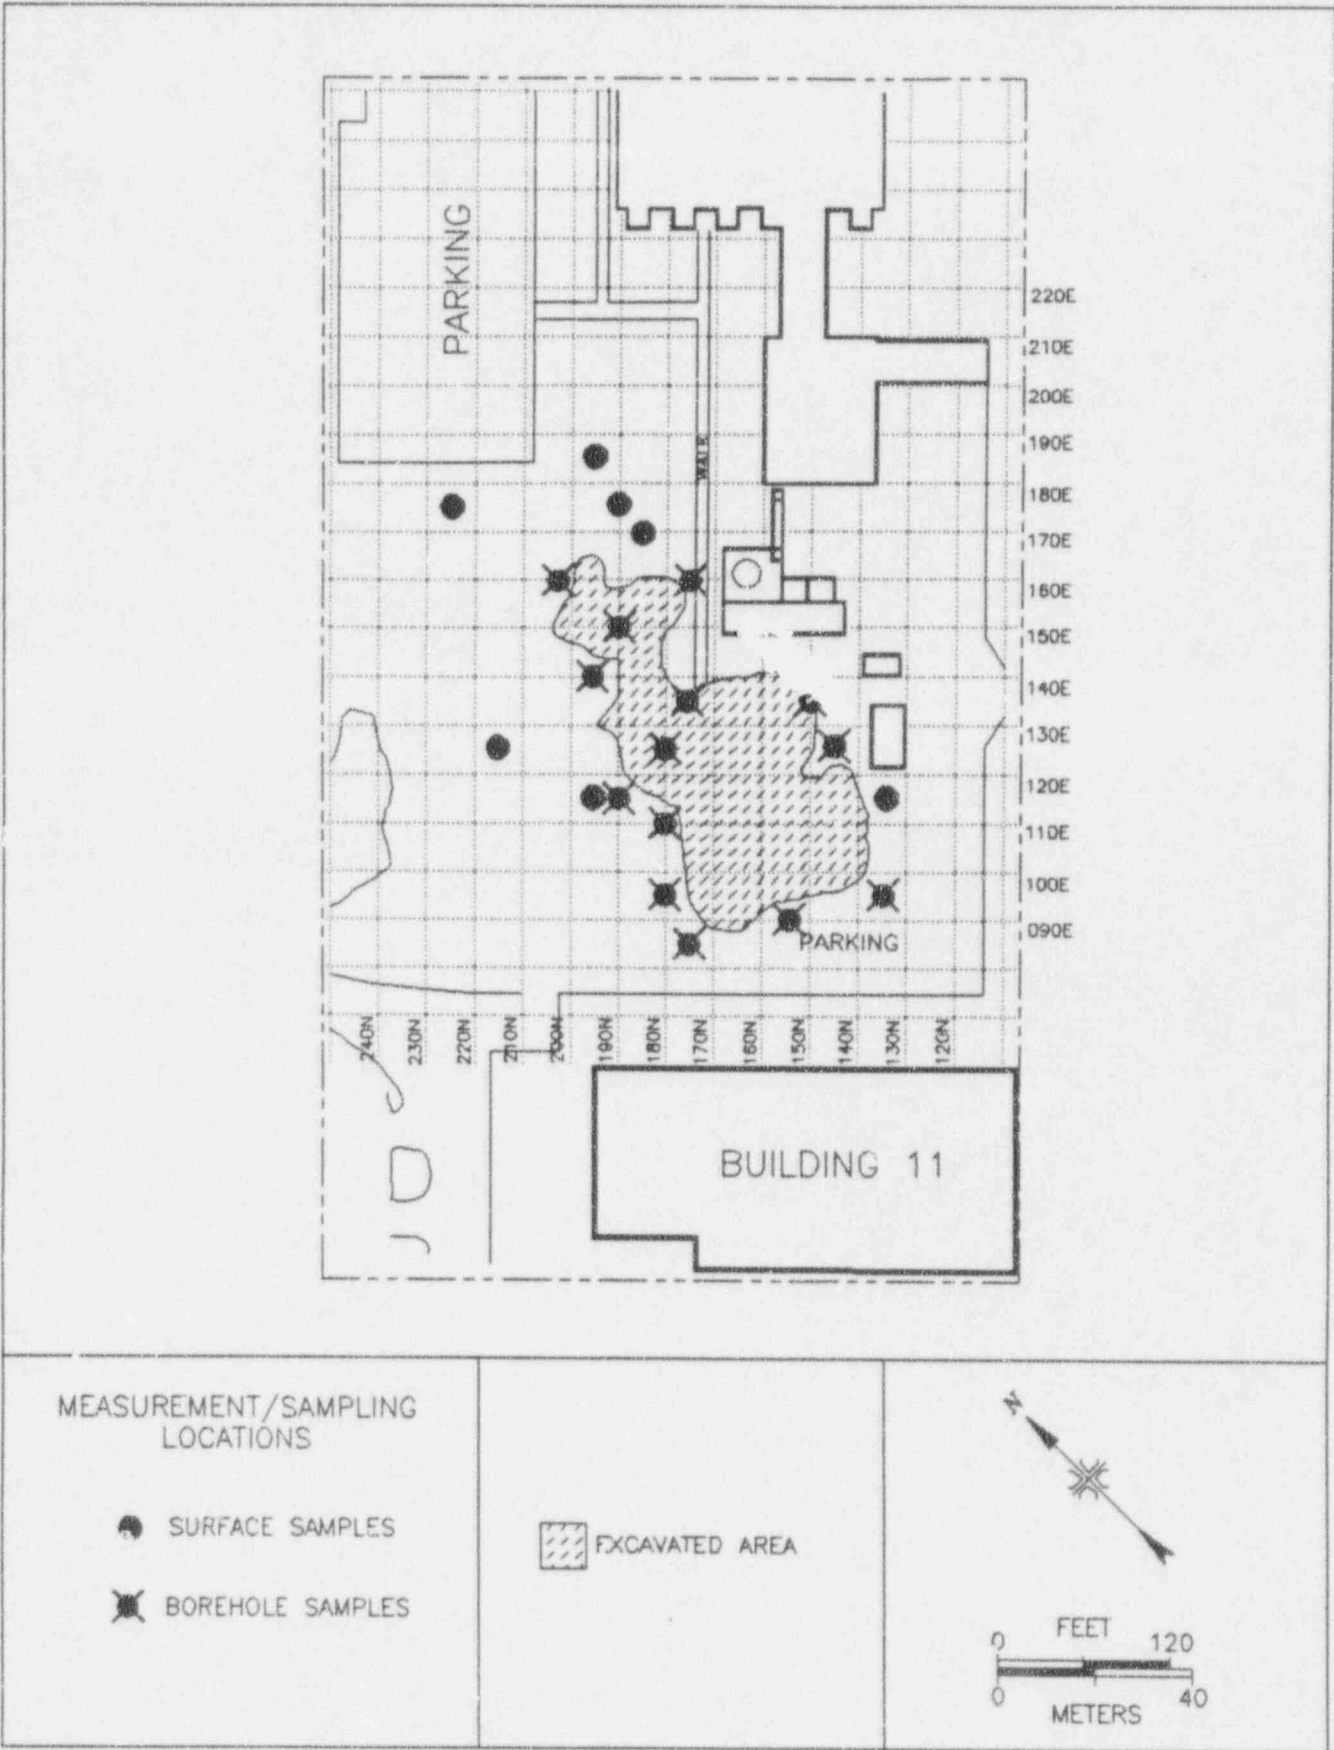 PARKING
220E
210E
200E
190E
WALK
180E
170E
160E
150E
140E
130E
120E
110E
100E
090E
PARKING
240N
230N
220N
210N
200N
190N
180N
170N
160N
150N
140N
130N
120N
BUILDING 11
MEASUREMENT/SAMPLING
LOCATIONS
SURFACE SAMPLES
BOREHOLE SAMPLES
EXCAVATED AREA
N
FEET
0 120
0 40
METERS